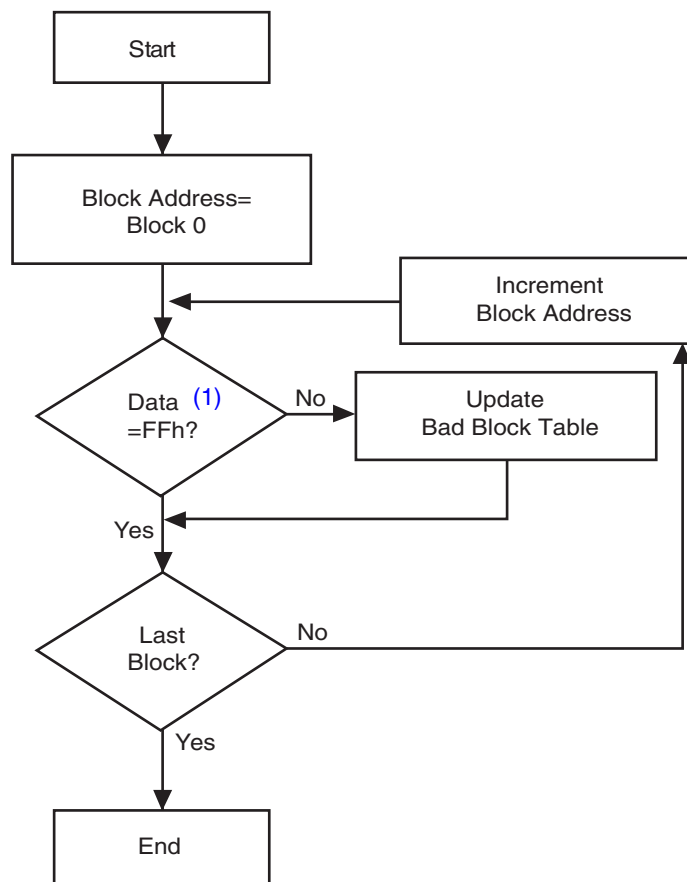 Start
Block Address=
Block 0
Increment
Block Address
Data (1)
=FFh?
No
Update
Bad Block Table
Yes
Last
Block?
No
Yes
End